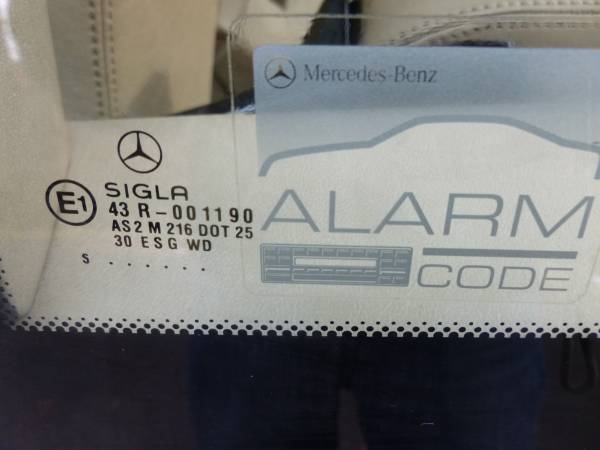 Mercedes-Benz
ALARM
CODE
SIGLA
E1
43 R-001190
AS2 M 216 DOT 25
30 ESG WD
S . . . . . .